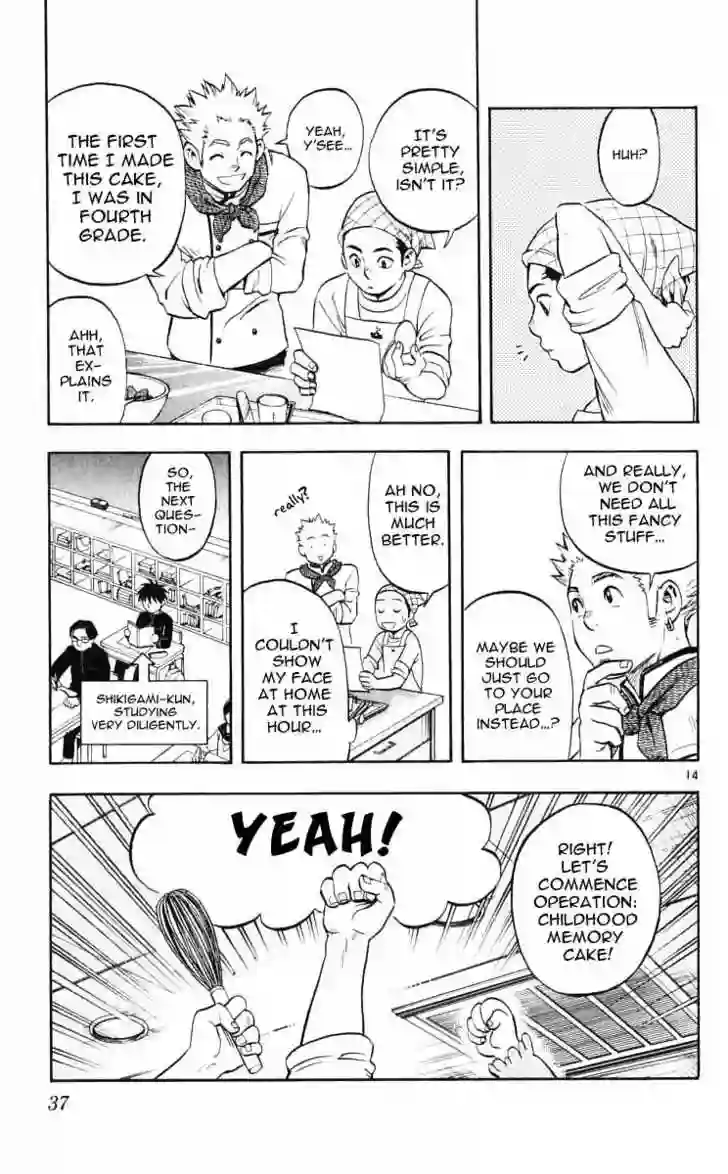 HUH?
IT'S
PRETTY
SIMPLE,
ISN'T IT?
YEAH,
Y'SEE...
THE FIRST
TIME I MADE
THIS CAKE,
I WAS IN
FOURTH
GRADE.
AHH,
THAT
EX-
PLAINS
IT.
AND REALLY,
WE DON'T
NEED ALL
THIS FANCY
STUFF...
MAYBE WE
SHOULD
JUST GO
TO YOUR
PLACE
INSTEAD...?
AH NO,
THIS IS
MUCH
BETTER.
really?
I
COULDN'T
SHOW
MY FACE
AT HOME
AT THIS
HOUR...
SO,
THE
NEXT
QUES-
TION-
SHIKIGAMI-KUN,
STUDYING
VERY DILIGENTLY.
14
RIGHT!
LET'S
COMMENCE
OPERATION:
CHILDHOOD
MEMORY
CAKE!
YEAH!
37